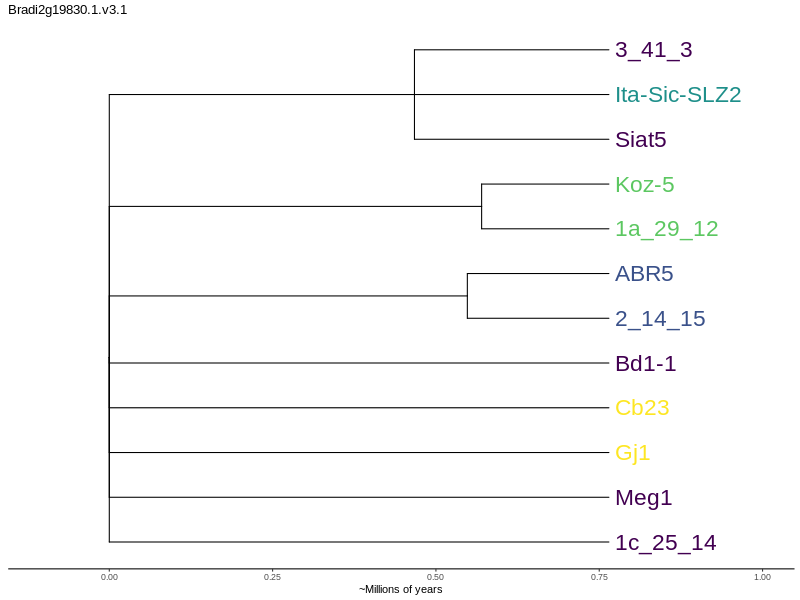 Bradi2g19830.1.v3.1
3_41_3
Ita-Sic-SLZ2
Siat5
Koz-5
1a_29_12
ABR5
2_14_15
Bd1-1
Cb23
Gj1
Meg1
1c_25_14
0.00 0.25 0.50 0.75 1.00
~Millions of years